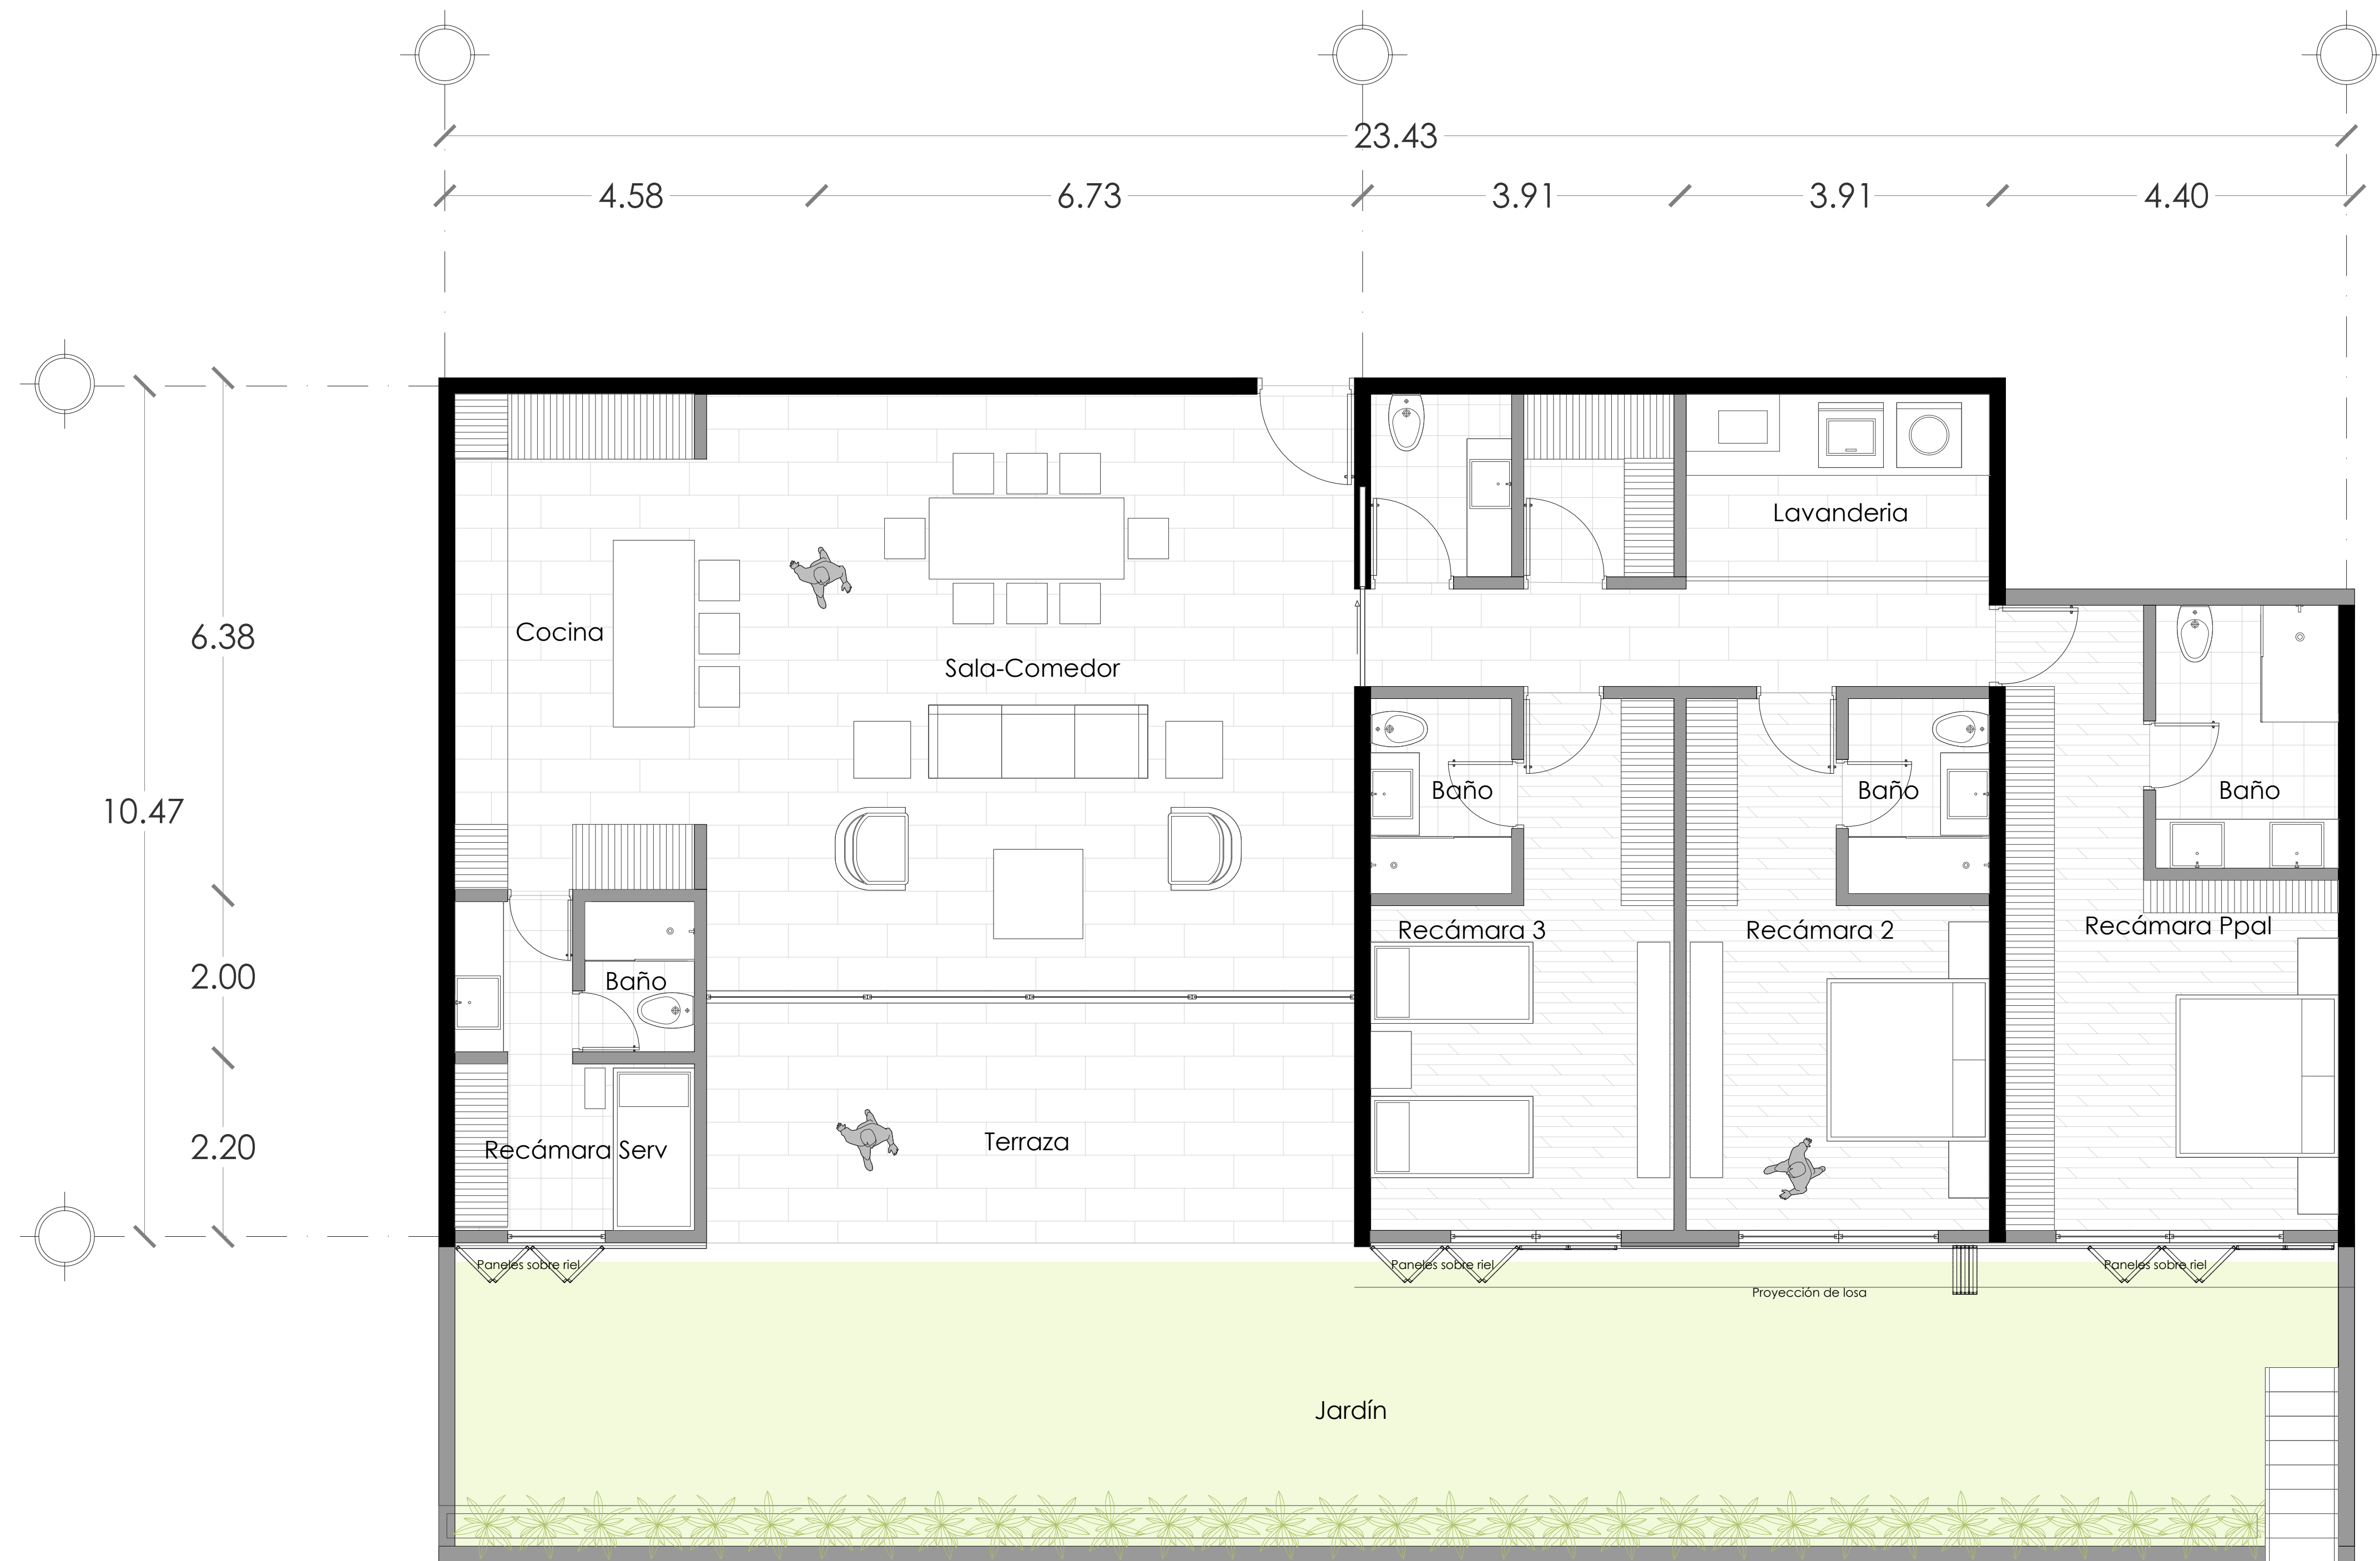 23.43
4.58 6.73 3.91 3.91 4.40
6.38
10.47
2.00
2.20
Lavanderia
Cocina
Sala-Comedor
Baño Baño Baño
Recámara 3 Recámara 2 Recámara Ppal
Baño
Recámara Serv
Terraza
Paneles sobre riel Paneles sobre riel Paneles sobre riel
Proyección de losa
Jardín